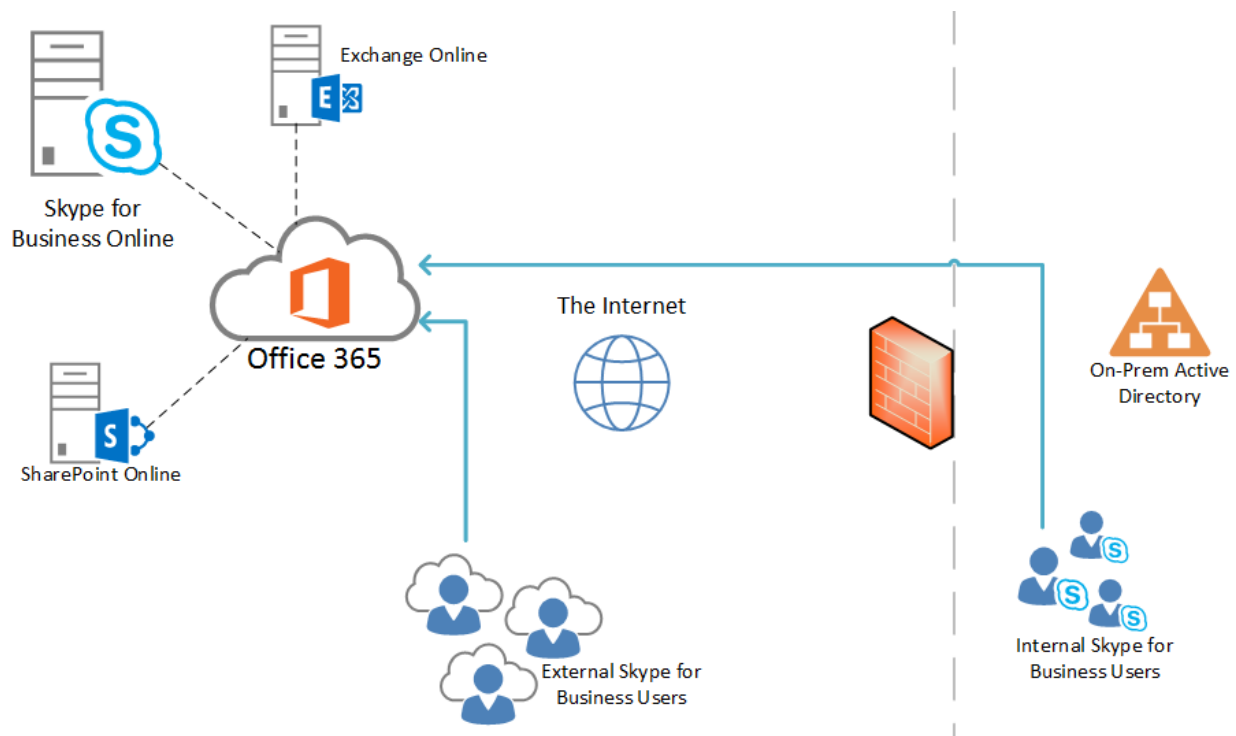 Exchange Online
E
S
Skype for
Business Online
The Internet
Office 365
On-Prem Active
Directory
S
SharePoint Online
S
S
S
External Skype for
Business Users
Internal Skype for
Business Users